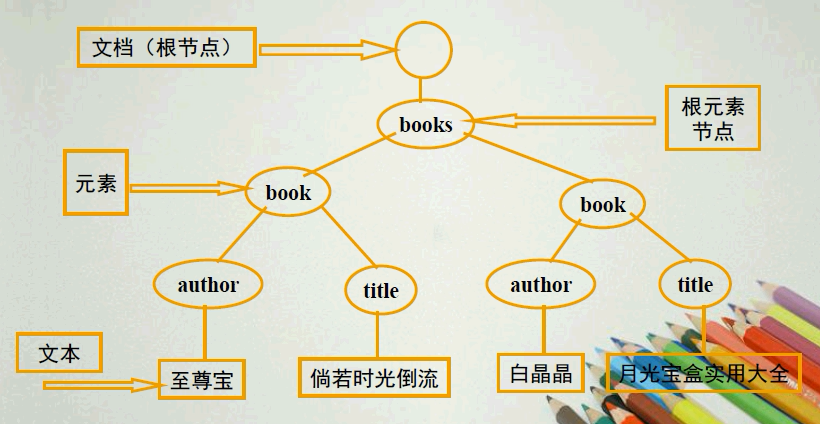 文档（根节点）
books
根元素
节点
元素
book
book
author
title
author
title
文本
至尊宝
倘若时光倒流
白晶晶
月光宝盒实用大全